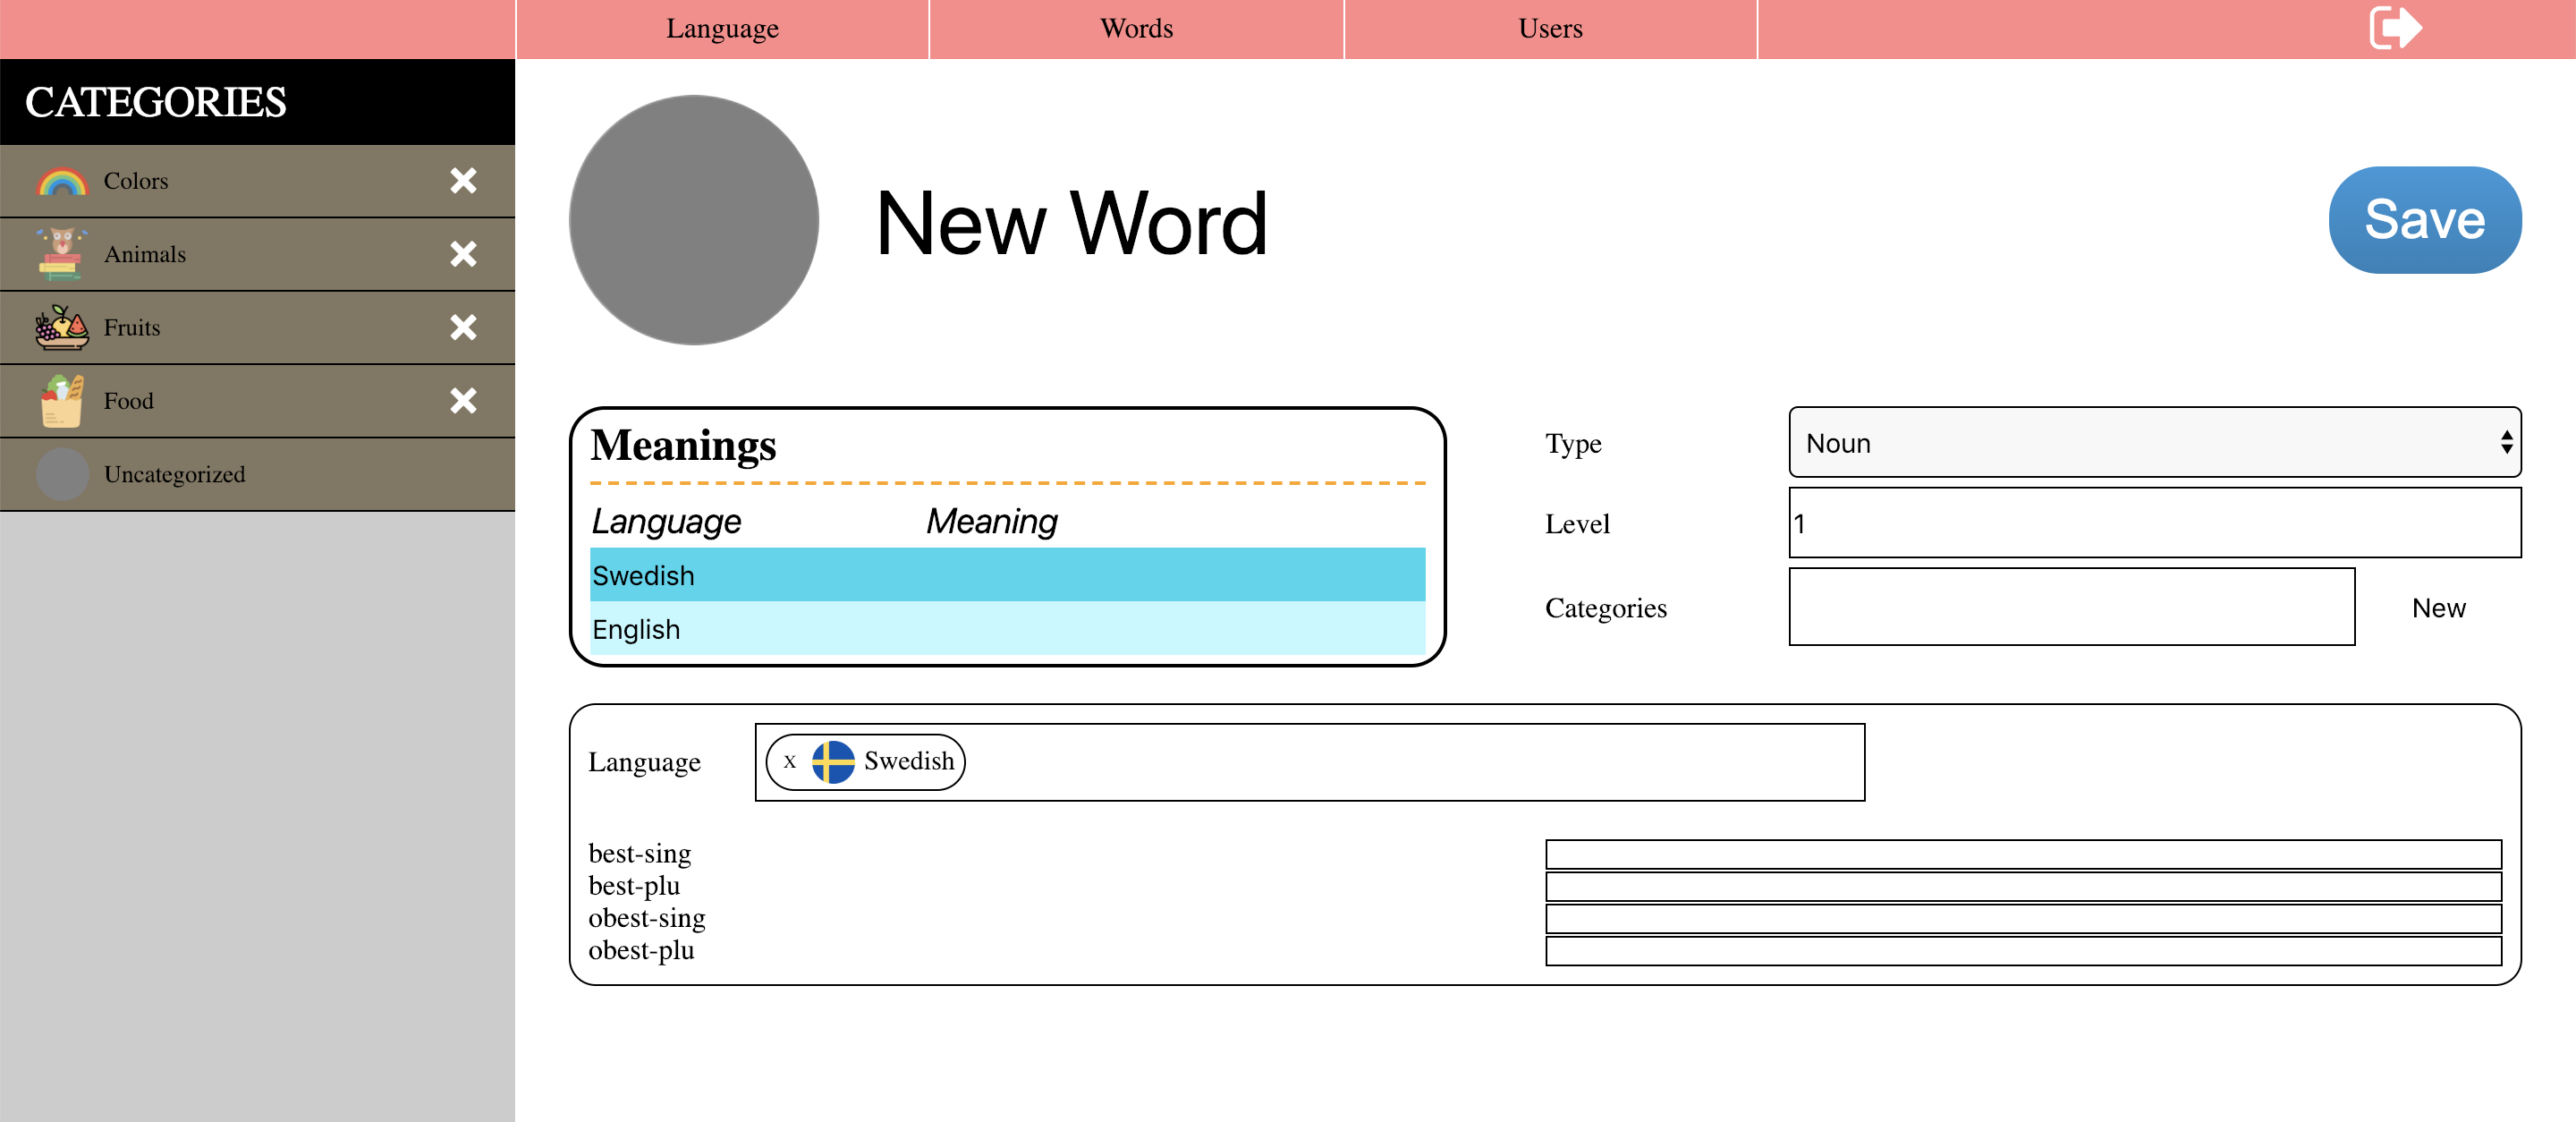 Language Words Users
CATEGORIES
Colors
Animals
Fruits
Food
Uncategorized
New Word
Save
Meanings
Language Meaning
Swedish
English
Type Noun
Level 1
Categories New
Language x Swedish
best-sing
best-plu
obest-sing
obest-plu